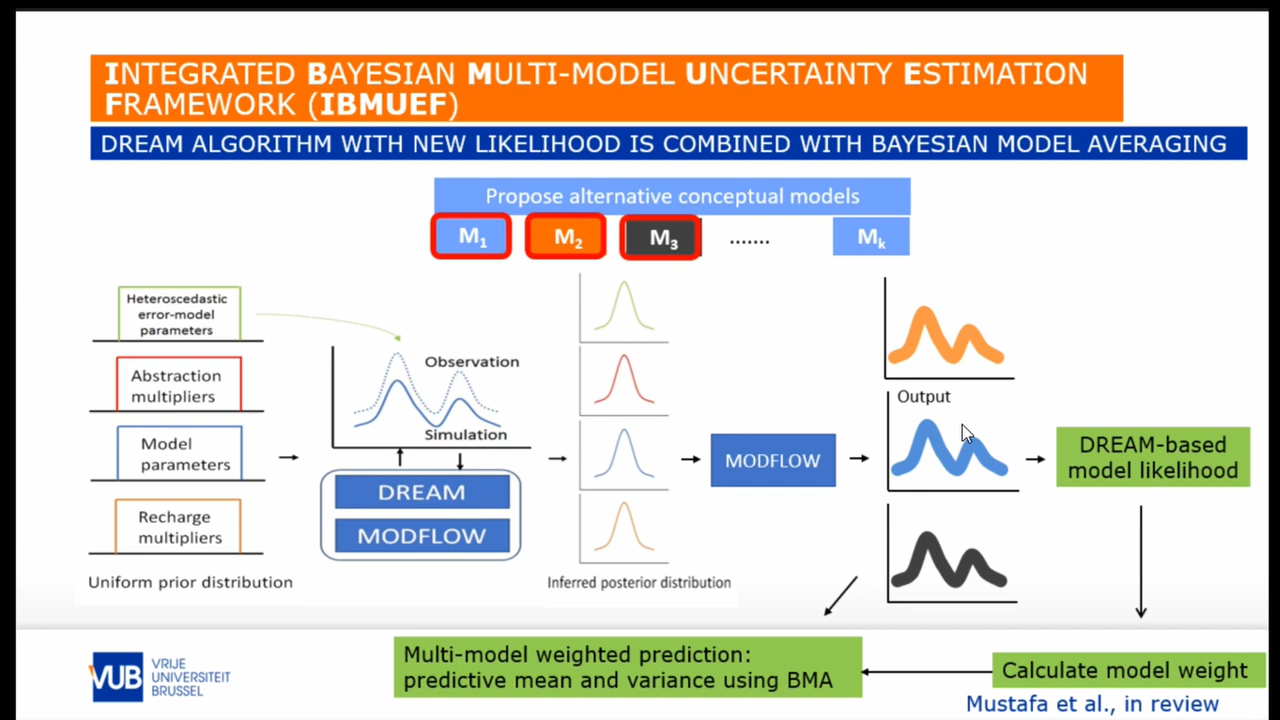 INTEGRATED BAYESIAN MULTI-MODEL UNCERTAINTY ESTIMATION
FRAMEWORK (IBMUEF)
DREAM ALGORITHM WITH NEW LIKELIHOOD IS COMBINED WITH BAYESIAN MODEL AVERAGING
Propose alternative conceptual models
M1 M2 M3 ....... Mk
Heteroscedastic
error-model
parameters
Abstraction
multipliers
Model
parameters
Recharge
multipliers
Uniform prior distribution
Observation
Simulation
DREAM
MODFLOW
Inferred posterior distribution
MODFLOW
Output
DREAM-based
model likelihood
Calculate model weight
Multi-model weighted prediction:
predictive mean and variance using BMA
Mustafa et al., in review
VUB
VRIJE
UNIVERSITEIT
BRUSSEL